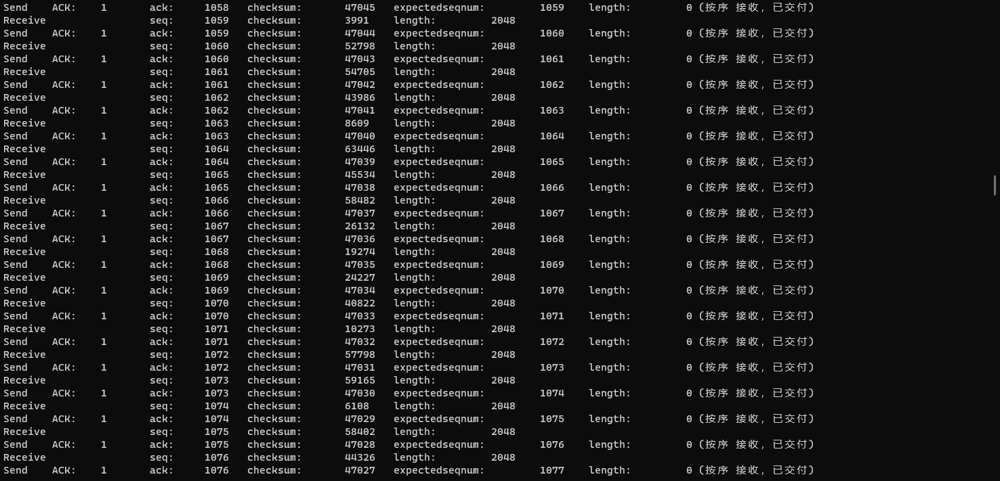 Send ACK: 1 ack: 1058 checksum: 47045 expectedseqnum: 1059 length: 0 (按序 接收, 已交付)
Receive seq: 1059 checksum: 3991 length: 2048
Send ACK: 1 ack: 1059 checksum: 47044 expectedseqnum: 1060 length: 0 (按序 接收, 已交付)
Receive seq: 1060 checksum: 52798 length: 2048
Send ACK: 1 ack: 1060 checksum: 47043 expectedseqnum: 1061 length: 0 (按序 接收, 已交付)
Receive seq: 1061 checksum: 54705 length: 2048
Send ACK: 1 ack: 1061 checksum: 47042 expectedseqnum: 1062 length: 0 (按序 接收, 已交付)
Receive seq: 1062 checksum: 43986 length: 2048
Send ACK: 1 ack: 1062 checksum: 47041 expectedseqnum: 1063 length: 0 (按序 接收, 已交付)
Receive seq: 1063 checksum: 8609 length: 2048
Send ACK: 1 ack: 1063 checksum: 47040 expectedseqnum: 1064 length: 0 (按序 接收, 已交付)
Receive seq: 1064 checksum: 63446 length: 2048
Send ACK: 1 ack: 1064 checksum: 47039 expectedseqnum: 1065 length: 0 (按序 接收, 已交付)
Receive seq: 1065 checksum: 45534 length: 2048
Send ACK: 1 ack: 1065 checksum: 47038 expectedseqnum: 1066 length: 0 (按序 接收, 已交付)
Receive seq: 1066 checksum: 58482 length: 2048
Send ACK: 1 ack: 1066 checksum: 47037 expectedseqnum: 1067 length: 0 (按序 接收, 已交付)
Receive seq: 1067 checksum: 26132 length: 2048
Send ACK: 1 ack: 1067 checksum: 47036 expectedseqnum: 1068 length: 0 (按序 接收, 已交付)
Receive seq: 1068 checksum: 19274 length: 2048
Send ACK: 1 ack: 1068 checksum: 47035 expectedseqnum: 1069 length: 0 (按序 接收, 已交付)
Receive seq: 1069 checksum: 24227 length: 2048
Send ACK: 1 ack: 1069 checksum: 47034 expectedseqnum: 1070 length: 0 (按序 接收, 已交付)
Receive seq: 1070 checksum: 40822 length: 2048
Send ACK: 1 ack: 1070 checksum: 47033 expectedseqnum: 1071 length: 0 (按序 接收, 已交付)
Receive seq: 1071 checksum: 10273 length: 2048
Send ACK: 1 ack: 1071 checksum: 47032 expectedseqnum: 1072 length: 0 (按序 接收, 已交付)
Receive seq: 1072 checksum: 57798 length: 2048
Send ACK: 1 ack: 1072 checksum: 47031 expectedseqnum: 1073 length: 0 (按序 接收, 已交付)
Receive seq: 1073 checksum: 59165 length: 2048
Send ACK: 1 ack: 1073 checksum: 47030 expectedseqnum: 1074 length: 0 (按序 接收, 已交付)
Receive seq: 1074 checksum: 6108 length: 2048
Send ACK: 1 ack: 1074 checksum: 47029 expectedseqnum: 1075 length: 0 (按序 接收, 已交付)
Receive seq: 1075 checksum: 58402 length: 2048
Send ACK: 1 ack: 1075 checksum: 47028 expectedseqnum: 1076 length: 0 (按序 接收, 已交付)
Receive seq: 1076 checksum: 44326 length: 2048
Send ACK: 1 ack: 1076 checksum: 47027 expectedseqnum: 1077 length: 0 (按序 接收, 已交付)